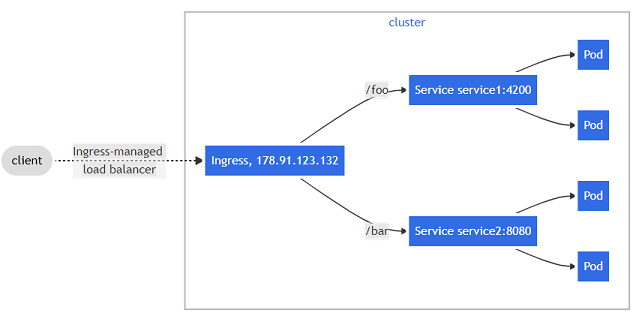 cluster
client
Ingress-managed
load balancer
Ingress, 178.91.123.132
/foo
Service service1:4200
Pod
Pod
/bar
Service service2:8080
Pod
Pod